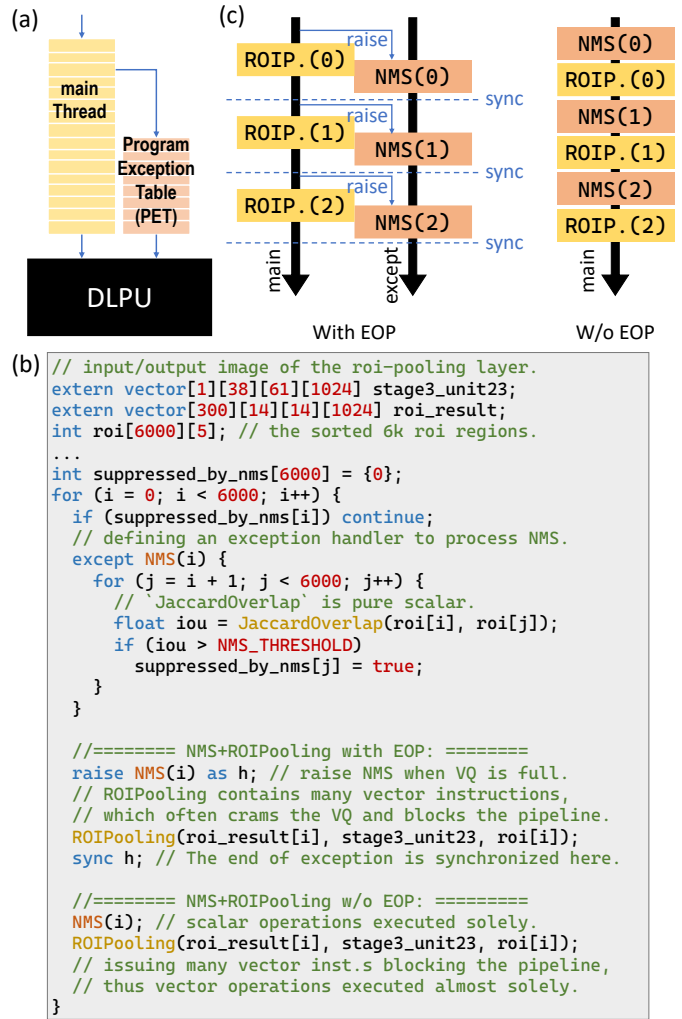 (a)
main
Thread
Program
Exception
Table
(PET)
DLPU
(c)
raise
ROIP.(0)
NMS(0)
sync
raise
ROIP.(1)
NMS(1)
sync
raise
ROIP.(2)
NMS(2)
sync
main
except
With EOP
NMS(0)
ROIP.(0)
NMS(1)
ROIP.(1)
NMS(2)
ROIP.(2)
main
W/o EOP
(b)
// input/output image of the roi-pooling layer.
extern vector[1][38][61][1024] stage3_unit23;
extern vector[300][14][14][1024] roi_result;
int roi[6000][5]; // the sorted 6k roi regions.
...
int suppressed_by_nms[6000] = {0};
for (i = 0; i < 6000; i++) {
  if (suppressed_by_nms[i]) continue;
  // defining an exception handler to process NMS.
  except NMS(i) {
    for (j = i + 1; j < 6000; j++) {
      // `JaccardOverlap` is pure scalar.
      float iou = JaccardOverlap(roi[i], roi[j]);
      if (iou > NMS_THRESHOLD)
        suppressed_by_nms[j] = true;
    }
  }
  //======== NMS+ROIPooling with EOP: ========
  raise NMS(i) as h; // raise NMS when VQ is full.
  // ROIPooling contains many vector instructions,
  // which often crams the VQ and blocks the pipeline.
  ROIPooling(roi_result[i], stage3_unit23, roi[i]);
  sync h; // The end of exception is synchronized here.
  //======== NMS+ROIPooling w/o EOP: =========
  NMS(i); // scalar operations executed solely.
  ROIPooling(roi_result[i], stage3_unit23, roi[i]);
  // issuing many vector inst.s blocking the pipeline,
  // thus vector operations executed almost solely.
}